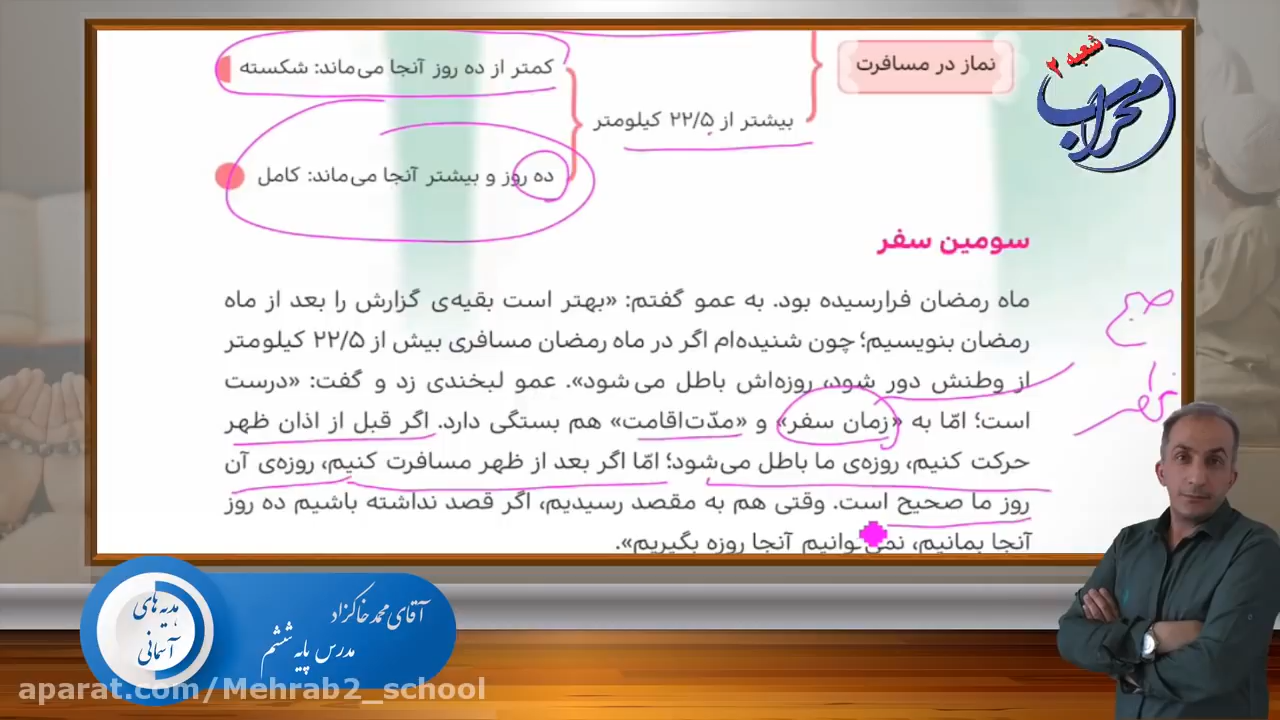 شعبه ۲
محراب
نماز در مسافرت
بیشتر از ۲۲/۵ کیلومتر
کمتر از ده روز آنجا می‌ماند: شکسته
ده روز و بیشتر آنجا می‌ماند: کامل
سومین سفر
ماه رمضان فرارسیده بود. به عمو گفتم: «بهتر است بقیه‌ی گزارش را بعد از ماه
رمضان بنویسیم؛ چون شنیده‌ام اگر در ماه رمضان مسافری بیش از ۲۲/۵ کیلومتر
از وطنش دور شود، روزه‌اش باطل می‌شود». عمو لبخندی زد و گفت: «درست
است؛ امّا به «زمان سفر» و «مدّت‌اقامت» هم بستگی دارد. اگر قبل از اذان ظهر
حرکت کنیم، روزه‌ی ما باطل می‌شود؛ امّا اگر بعد از ظهر مسافرت کنیم، روزه‌ی آن
روز ما صحیح است. وقتی هم به مقصد رسیدیم، اگر قصد نداشته باشیم ده روز
آنجا بمانیم، نمی‌توانیم آنجا روزه بگیریم».
صبح
ظهر
هدیه های
آسمانی
آقای محمد خاکزاد
مدرس پایه ششم
aparat.com/Mehrab2_school